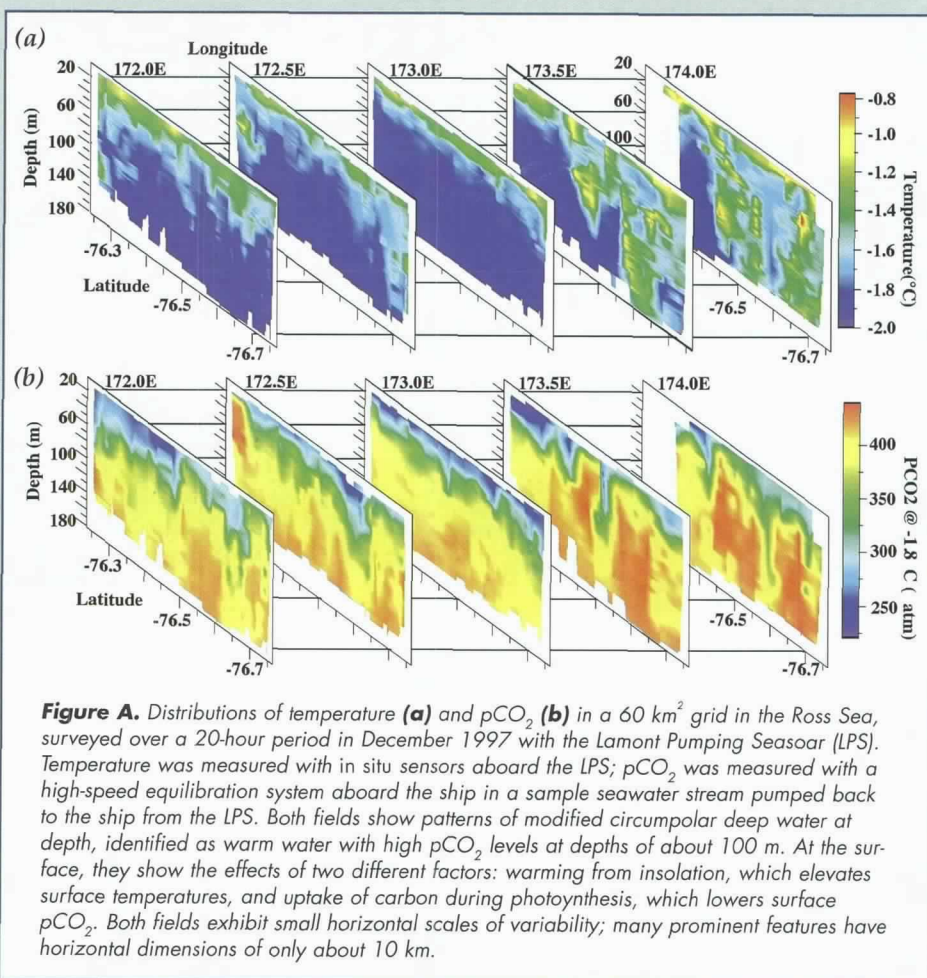 (a)
Longitude
172.0E 172.5E 173.0E 173.5E 174.0E
20
60
100
140
180
Depth (m)
20
60
100
-76.3
Latitude
-76.5
-76.7
-76.5
-76.7
-0.8
-1.0
-1.2
-1.4
-1.6
-1.8
-2.0
Temperature(°C)
(b)
172.0E 172.5E 173.0E 173.5E 174.0E
20
60
100
140
180
Depth (m)
-76.3
Latitude
-76.5
-76.7
-76.5
-76.7
400
350
300
250
PCO2 @ -1.8 C ( atm)
Figure A. Distributions of temperature (a) and pCO2 (b) in a 60 km2 grid in the Ross Sea,
surveyed over a 20-hour period in December 1997 with the Lamont Pumping Seasoar (LPS).
Temperature was measured with in situ sensors aboard the LPS; pCO2 was measured with a
high-speed equilibration system aboard the ship in a sample seawater stream pumped back
to the ship from the LPS. Both fields show patterns of modified circumpolar deep water at
depth, identified as warm water with high pCO2 levels at depths of about 100 m. At the sur-
face, they show the effects of two different factors: warming from insolation, which elevates
surface temperatures, and uptake of carbon during photoynthesis, which lowers surface
pCO2. Both fields exhibit small horizontal scales of variability; many prominent features have
horizontal dimensions of only about 10 km.